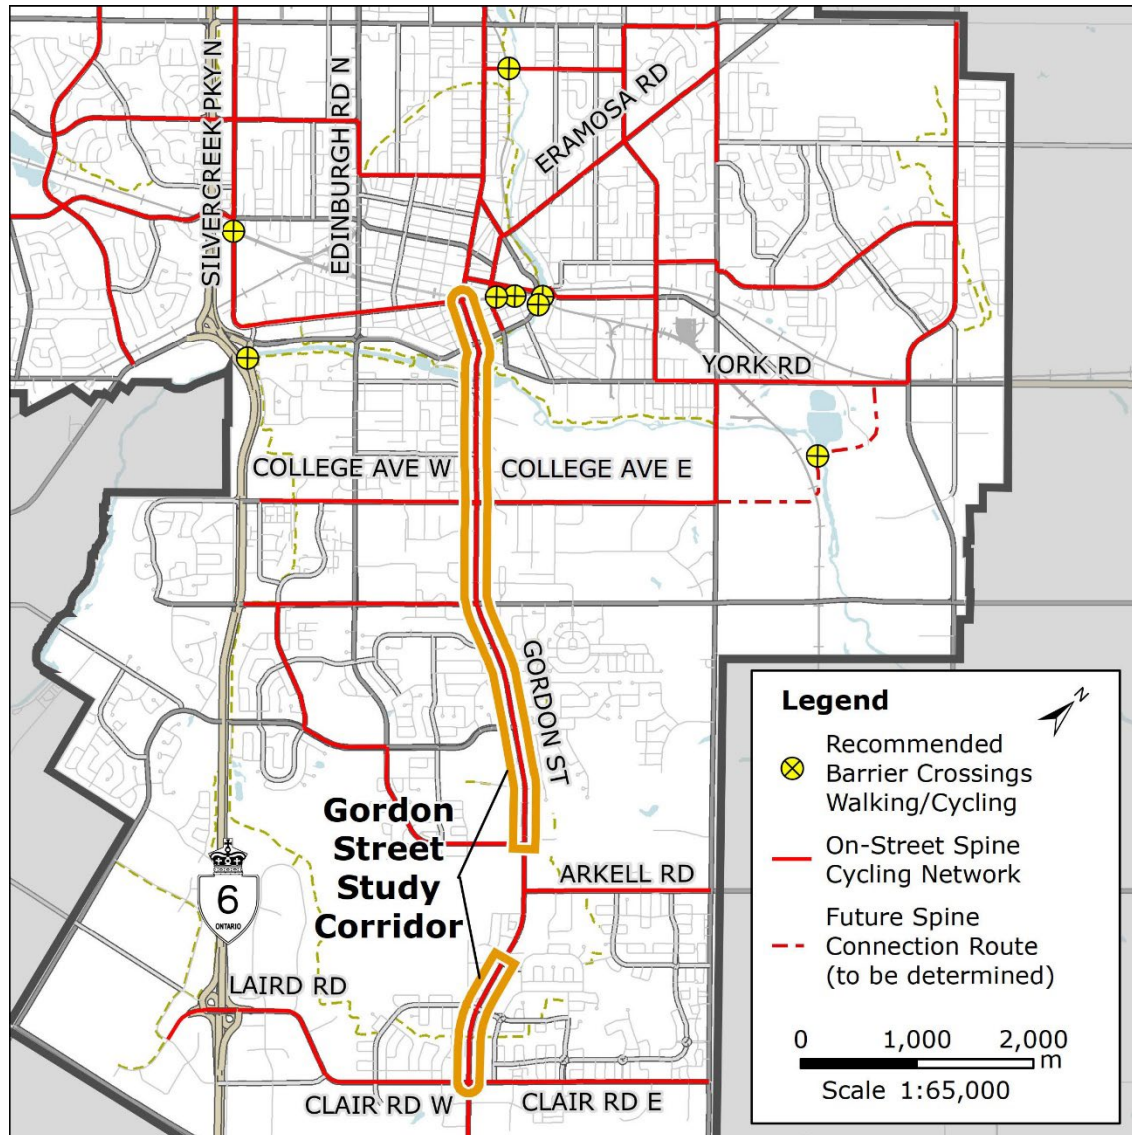 SILVERCREEK PKY N
EDINBURGH RD N
ERAMOSA RD
YORK RD
COLLEGE AVE W
COLLEGE AVE E
GORDON ST
Gordon
Street
Study
Corridor
ARKELL RD
6
ONTARIO
LAIRD RD
CLAIR RD W
CLAIR RD E
Legend
N
Recommended
Barrier Crossings
Walking/Cycling
On-Street Spine
Cycling Network
Future Spine
Connection Route
(to be determined)
0 1,000 2,000
m
Scale 1:65,000